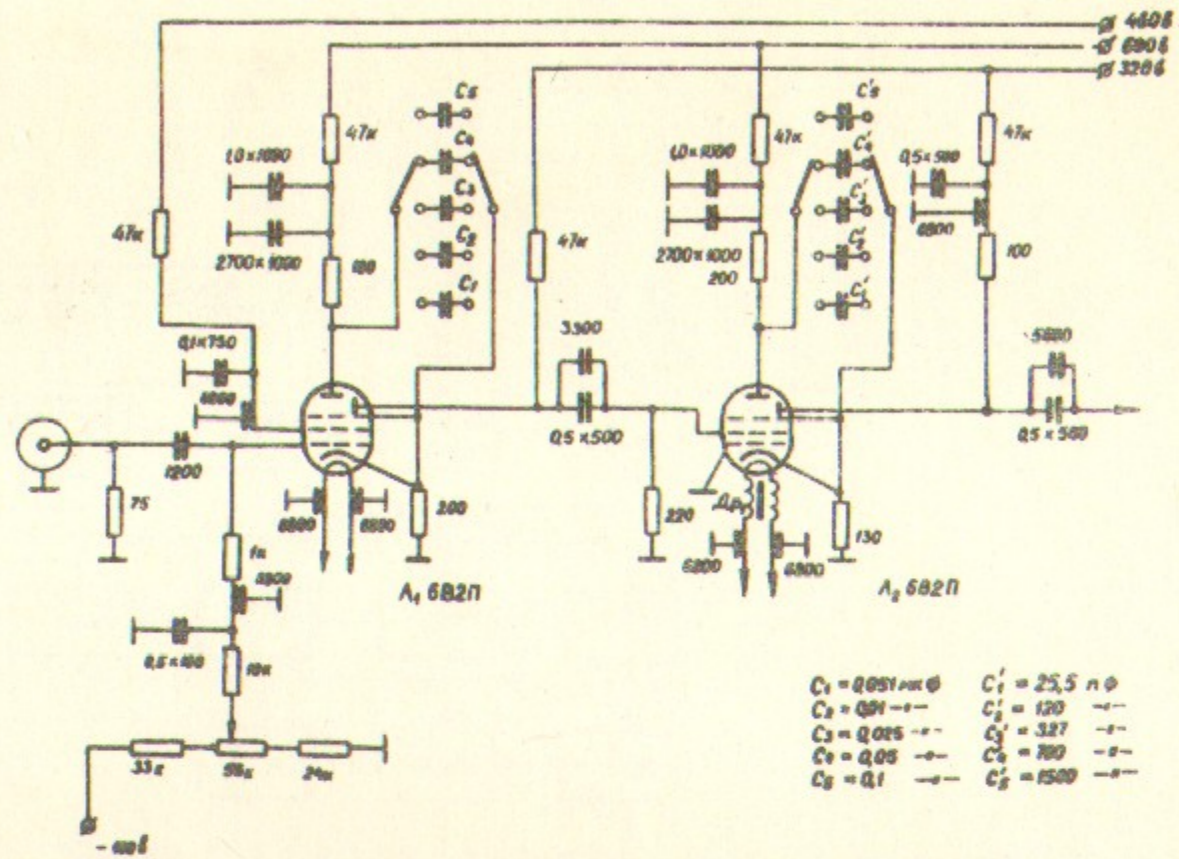 480в
690в
320в
47к
1,0×1000
2700×1000
47к
100
C5
C4
C3
C2
C1
47к
1,0×1000
2700×1000
200
47к
C'5
C'4
C'3
C'2
C'1
0,5×500
6800
47к
100
0,1×750
6800
1200
75
1к
6800
0,5×100
10к
33к
24к
6800
6800
200
Л1 6В2П
3300
0,5×500
220
Др1
6800
6800
130
Л2 6В2П
5600
0,5×500
C1 = 0,051 мкФ
C2 = 0,01 -"-
C3 = 0,025 -"-
C4 = 0,05 -"-
C5 = 0,1 -"-
C'1 = 25,5 пФ
C'2 = 120 -"-
C'3 = 327 -"-
C'4 = 700 -"-
C'5 = 1500 -"-